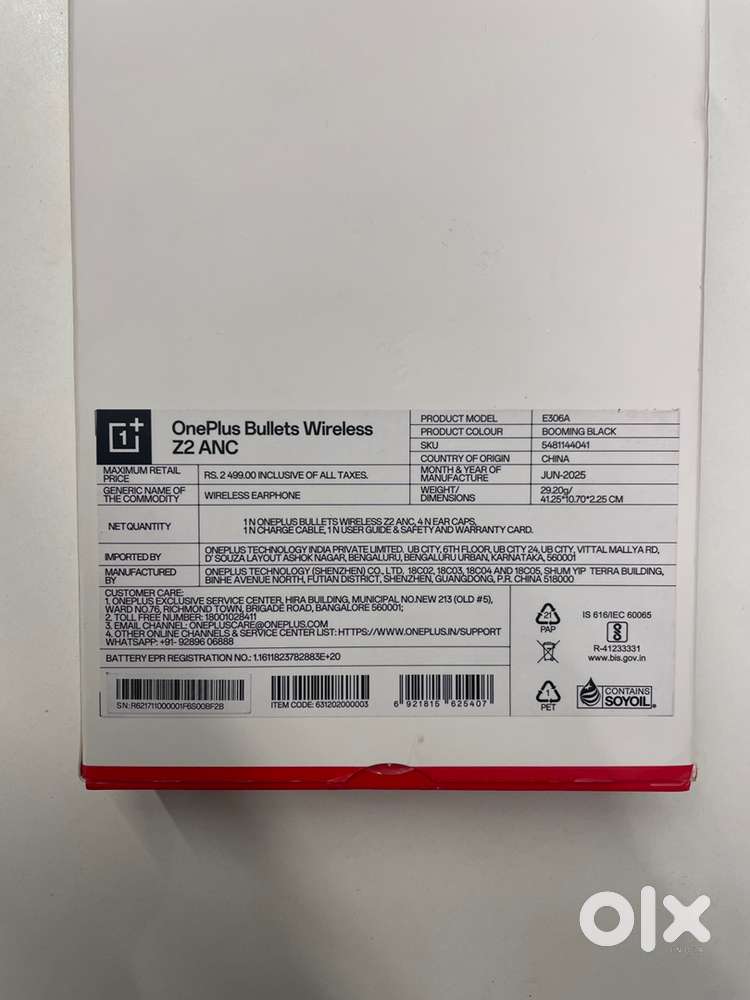 OnePlus Bullets Wireless
Z2 ANC
PRODUCT MODEL E306A
PRODUCT COLOUR BOOMING BLACK
SKU 5481144041
COUNTRY OF ORIGIN CHINA
MAXIMUM RETAIL PRICE RS. 2 499.00 INCLUSIVE OF ALL TAXES.
MONTH & YEAR OF MANUFACTURE JUN-2025
GENERIC NAME OF THE COMMODITY WIRELESS EARPHONE
WEIGHT/ DIMENSIONS 29.20g/ 41.25*10.70*2.25 CM
NET QUANTITY 1 N ONEPLUS BULLETS WIRELESS Z2 ANC, 4 N EAR CAPS,
1 N CHARGE CABLE, 1 N USER GUIDE & SAFETY AND WARRANTY CARD.
IMPORTED BY ONEPLUS TECHNOLOGY INDIA PRIVATE LIMITED. UB CITY, 6TH FLOOR, UB CITY 24, UB CITY, VITTAL MALLYA RD,
D' SOUZA LAYOUT ASHOK NAGAR, BENGALURU, BENGALURU URBAN, KARNATAKA, 560001
MANUFACTURED BY ONEPLUS TECHNOLOGY (SHENZHEN) CO., LTD. 18C02, 18C03, 18C04 AND 18C05, SHUM YIP TERRA BUILDING,
BINHE AVENUE NORTH, FUTIAN DISTRICT, SHENZHEN, GUANGDONG, P.R. CHINA 518000
CUSTOMER CARE:
1. ONEPLUS EXCLUSIVE SERVICE CENTER, HIRA BUILDING, MUNICIPAL NO.NEW 213 (OLD #5),
WARD NO.76, RICHMOND TOWN, BRIGADE ROAD, BANGALORE 560001;
2. TOLL FREE NUMBER: 18001028411
3. EMAIL CHANNEL: ONEPLUSCARE@ONEPLUS.COM
4. OTHER ONLINE CHANNELS & SERVICE CENTER LIST: HTTPS://WWW.ONEPLUS.IN/SUPPORT
WHATSAPP: +91- 92896 06888
BATTERY EPR REGISTRATION NO.: 1.1611823782883E+20
21
PAP
IS 616/IEC 60065
R-41233331
www.bis.gov.in
1
PET
CONTAINS
SOYOIL
S/N: R621711000001F6S00BF2B
ITEM CODE: 631202000003
6 921815 625407
olx